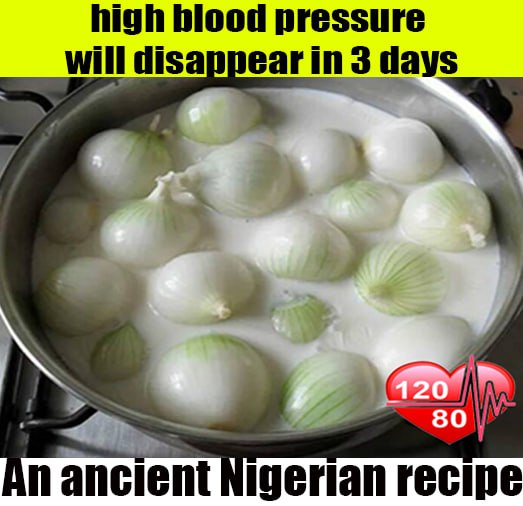 high blood pressure
will disappear in 3 days
120
80
An ancient Nigerian recipe